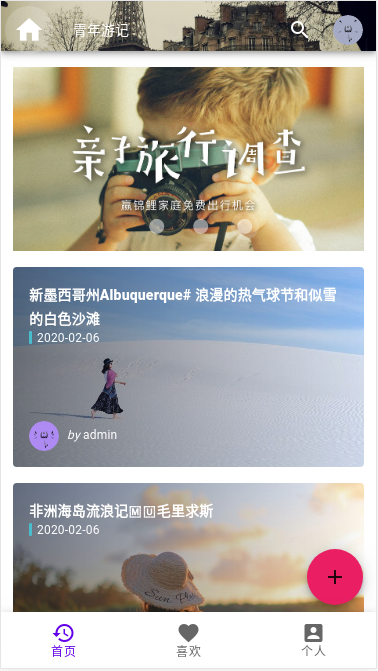 青年游记
亲子旅行调查
赢锦鲤家庭免费出行机会
新墨西哥州Albuquerque# 浪漫的热气球节和似雪
的白色沙滩
2020-02-06
by admin
非洲海岛流浪记🇲🇺毛里求斯
2020-02-06
首页
喜欢
个人